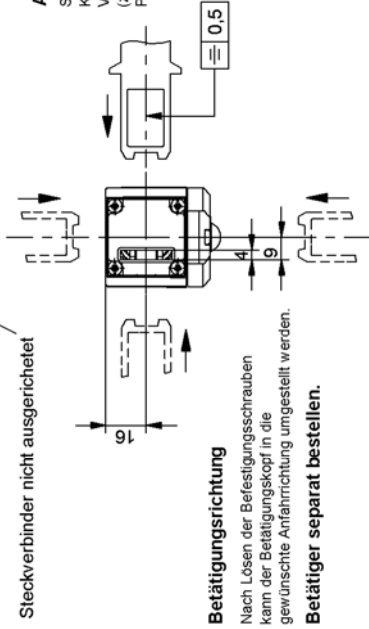 Steckverbinder nicht ausgerichetet
16
4
9
0,5
Betätigungsrichtung
Nach Lösen der Befestigungsschrauben
kann der Betätigungskopf in die
gewünschte Anfahrrichtung umgestellt werden.
Betätiger separat bestellen.